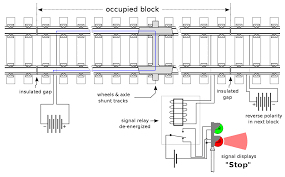 occupied block
insulated gap
wheels & axle
shunt tracks
insulated
gap
signal relay
de-energized
reverse polarity
in next block
signal displays
"Stop"